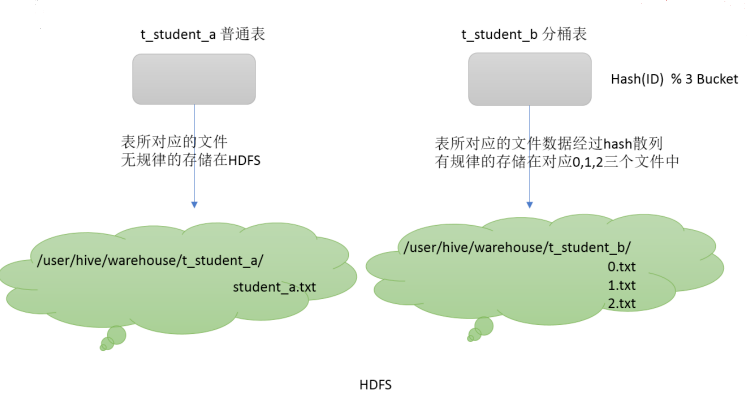 t_student_a 普通表
t_student_b 分桶表
Hash(ID) % 3 Bucket
表所对应的文件
无规律的存储在HDFS
表所对应的文件数据经过hash散列
有规律的存储在对应0,1,2三个文件中
/user/hive/warehouse/t_student_a/
student_a.txt
/user/hive/warehouse/t_student_b/
0.txt
1.txt
2.txt
HDFS